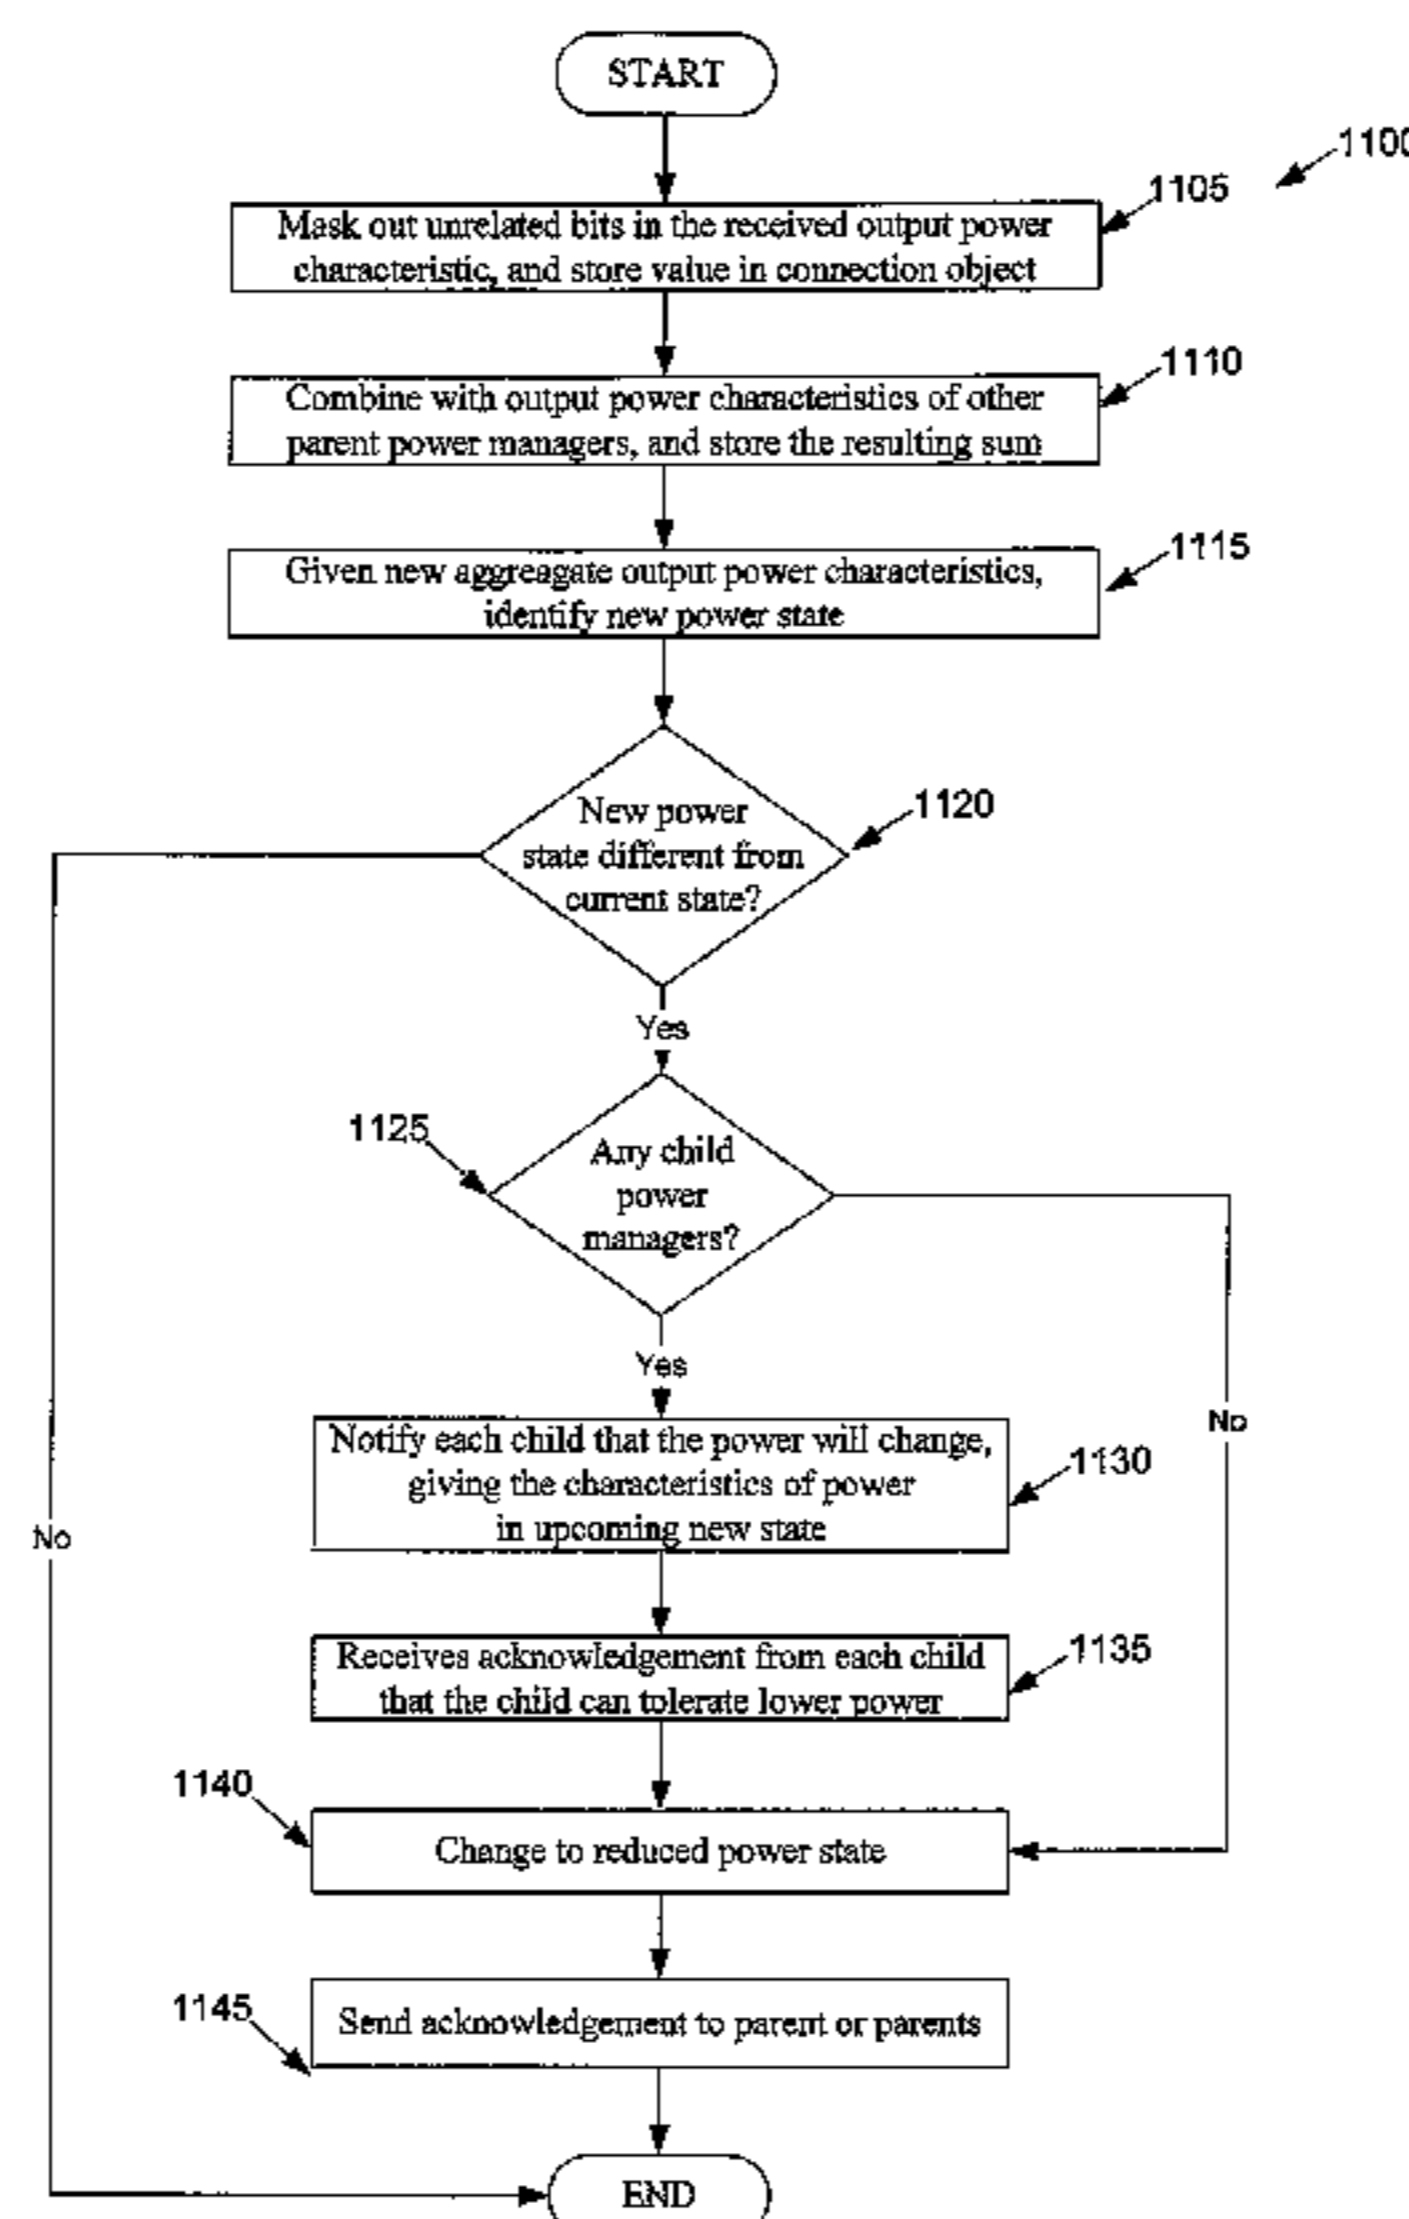 START
1100
1105
Mask out unrelated bits in the received output power
characteristic, and store value in connection object
1110
Combine with output power characteristics of other
parent power managers, and store the resulting sum
1115
Given new aggreagate output power characteristics,
identify new power state
1120
New power
state different from
current state?
Yes
1125
Any child
power
managers?
Yes
No
Notify each child that the power will change,
giving the characteristics of power
in upcoming new state
1130
No
Receives acknowledgement from each child
that the child can tolerate lower power
1135
1140
Change to reduced power state
1145
Send acknowledgement to parent or parents
END